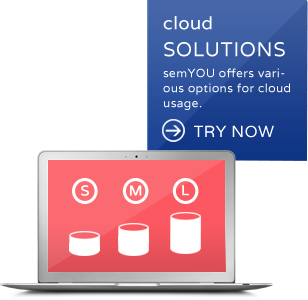 cloud
SOLUTIONS
semYOU offers vari-
ous options for cloud
usage.
TRY NOW
S M L